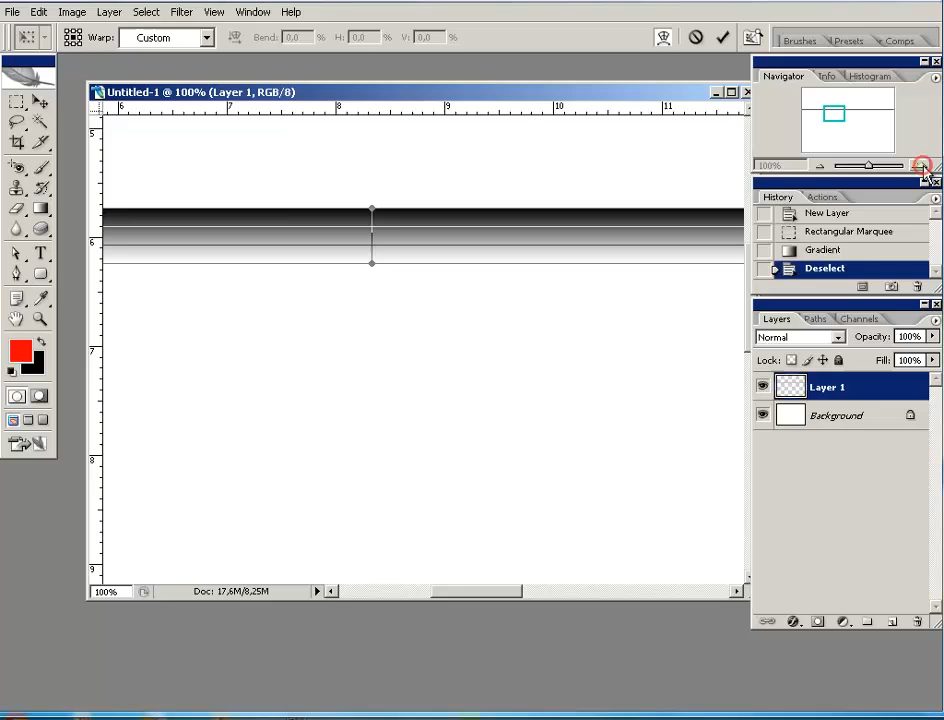 File Edit Image Layer Select Filter View Window Help
Warp: Custom Bend: 0,0 % H: 0,0 % V: 0,0 %
Brushes Presets Comps
Untitled-1 @ 100% (Layer 1, RGB/8)
6 7 8 9 10 11
5
6
7
8
9
100% Doc: 17,6M/8,25M
Navigator Info Histogram
100%
History Actions
New Layer
Rectangular Marquee
Gradient
Deselect
Layers Paths Channels
Normal Opacity: 100%
Lock: Fill: 100%
Layer 1
Background